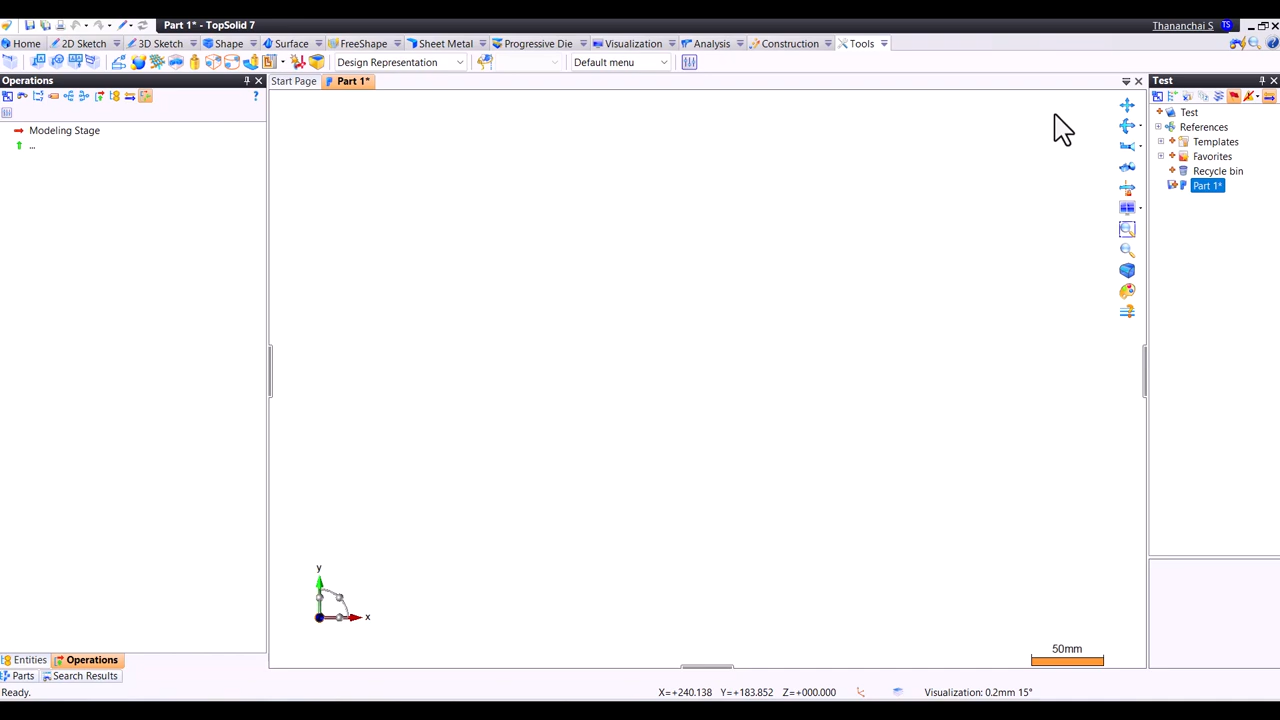 Part 1* - TopSolid 7
Thananchai S
TS
Home
2D Sketch
3D Sketch
Shape
Surface
FreeShape
Sheet Metal
Progressive Die
Visualization
Analysis
Construction
Tools
Design Representation
Default menu
Operations
Start Page
Part 1*
Test
Modeling Stage
...
Test
References
Templates
Favorites
Recycle bin
Part 1*
y
x
50mm
Entities
Operations
Parts
Search Results
Ready.
X=+240.138 Y=+183.852 Z=+000.000
Visualization: 0.2mm 15°